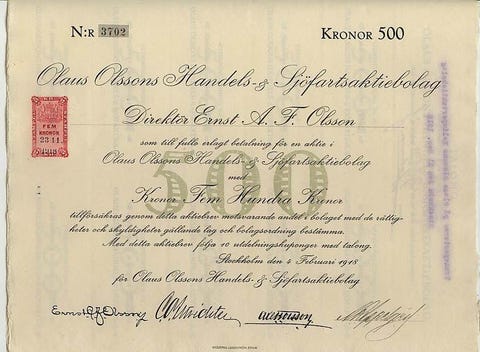 N:R 3702 KRONOR 500
Olaus Olssons Handels- & Sjöfartsaktiebolag
Direktör Ernst A. F. Olsson
FEM
KRONOR
23 11
1918
som till fullo erlagt betalning för en aktie i
Olaus Olssons Handels- & Sjöfartsaktiebolag
med
500
Kronor Fem Hundra Kronor
tillförsäkras genom detta aktiebrev motsvarande andel i bolaget med de rättig-
heter och skyldigheter gällande lag och bolagsordning bestämma.
Med detta aktiebrev följa 10 utdelningskuponger med talong.
Stockholm den 4 Februari 1918
för Olaus Olssons Handels- & Sjöfartsaktiebolag